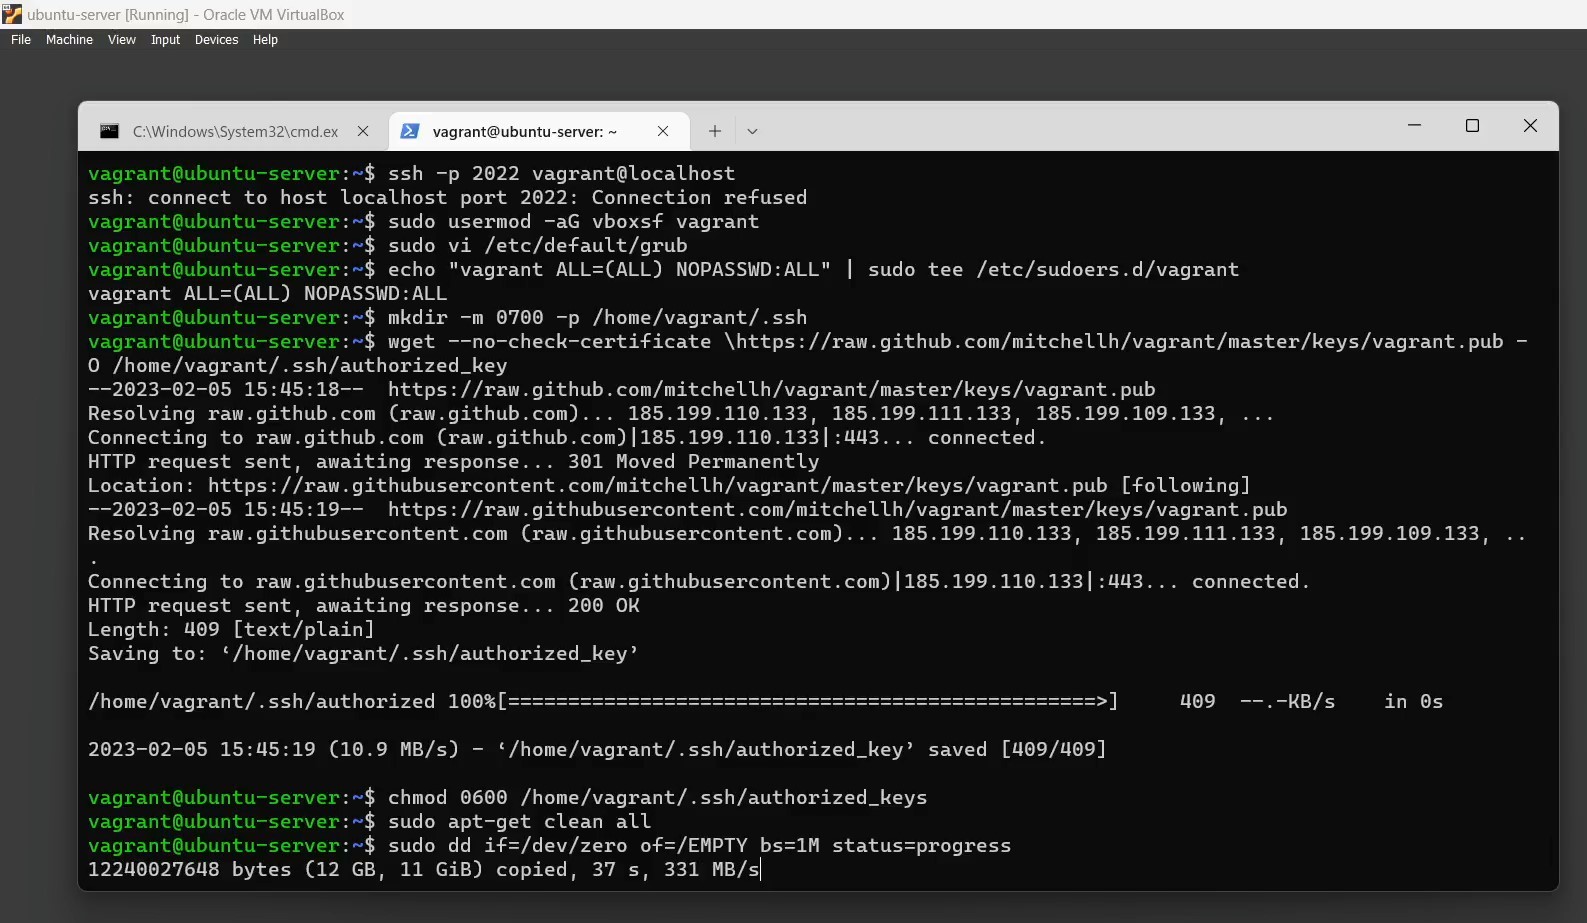 ubuntu-server [Running] - Oracle VM VirtualBox
File Machine View Input Devices Help
C:\Windows\System32\cmd.ex
vagrant@ubuntu-server: ~
vagrant@ubuntu-server:~$ ssh -p 2022 vagrant@localhost
ssh: connect to host localhost port 2022: Connection refused
vagrant@ubuntu-server:~$ sudo usermod -aG vboxsf vagrant
vagrant@ubuntu-server:~$ sudo vi /etc/default/grub
vagrant@ubuntu-server:~$ echo "vagrant ALL=(ALL) NOPASSWD:ALL" | sudo tee /etc/sudoers.d/vagrant
vagrant ALL=(ALL) NOPASSWD:ALL
vagrant@ubuntu-server:~$ mkdir -m 0700 -p /home/vagrant/.ssh
vagrant@ubuntu-server:~$ wget --no-check-certificate \https://raw.github.com/mitchellh/vagrant/master/keys/vagrant.pub -
O /home/vagrant/.ssh/authorized_key
--2023-02-05 15:45:18--  https://raw.github.com/mitchellh/vagrant/master/keys/vagrant.pub
Resolving raw.github.com (raw.github.com)... 185.199.110.133, 185.199.111.133, 185.199.109.133, ...
Connecting to raw.github.com (raw.github.com)|185.199.110.133|:443... connected.
HTTP request sent, awaiting response... 301 Moved Permanently
Location: https://raw.githubusercontent.com/mitchellh/vagrant/master/keys/vagrant.pub [following]
--2023-02-05 15:45:19--  https://raw.githubusercontent.com/mitchellh/vagrant/master/keys/vagrant.pub
Resolving raw.githubusercontent.com (raw.githubusercontent.com)... 185.199.110.133, 185.199.111.133, 185.199.109.133, ..
.
Connecting to raw.githubusercontent.com (raw.githubusercontent.com)|185.199.110.133|:443... connected.
HTTP request sent, awaiting response... 200 OK
Length: 409 [text/plain]
Saving to: ‘/home/vagrant/.ssh/authorized_key’
/home/vagrant/.ssh/authorized 100%[=================================================>]     409  --.-KB/s    in 0s
2023-02-05 15:45:19 (10.9 MB/s) - ‘/home/vagrant/.ssh/authorized_key’ saved [409/409]
vagrant@ubuntu-server:~$ chmod 0600 /home/vagrant/.ssh/authorized_keys
vagrant@ubuntu-server:~$ sudo apt-get clean all
vagrant@ubuntu-server:~$ sudo dd if=/dev/zero of=/EMPTY bs=1M status=progress
12240027648 bytes (12 GB, 11 GiB) copied, 37 s, 331 MB/s